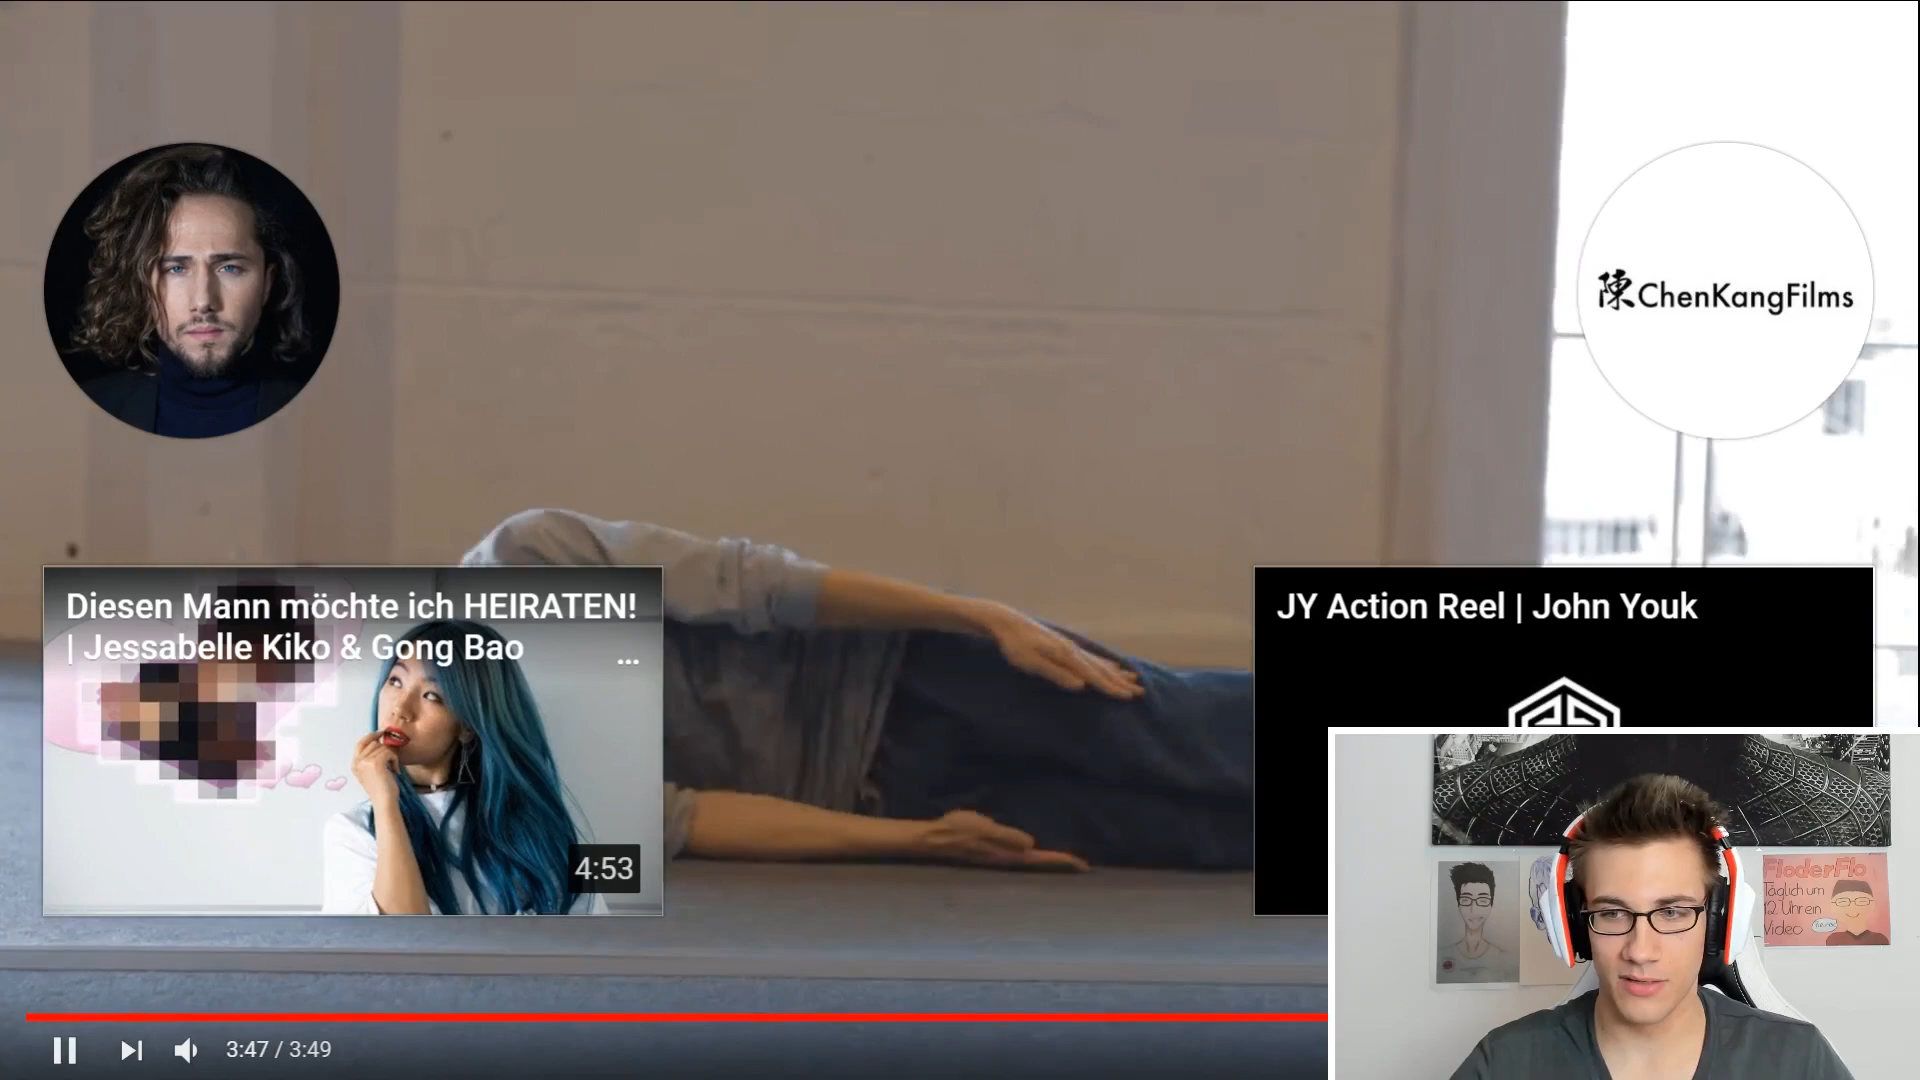 陳ChenKangFilms
Diesen Mann möchte ich HEIRATEN!
| Jessabelle Kiko & Gong Bao
...
4:53
JY Action Reel | John Youk
FloderFlo
Täglich um
12 Uhr ein
Video
3:47 / 3:49